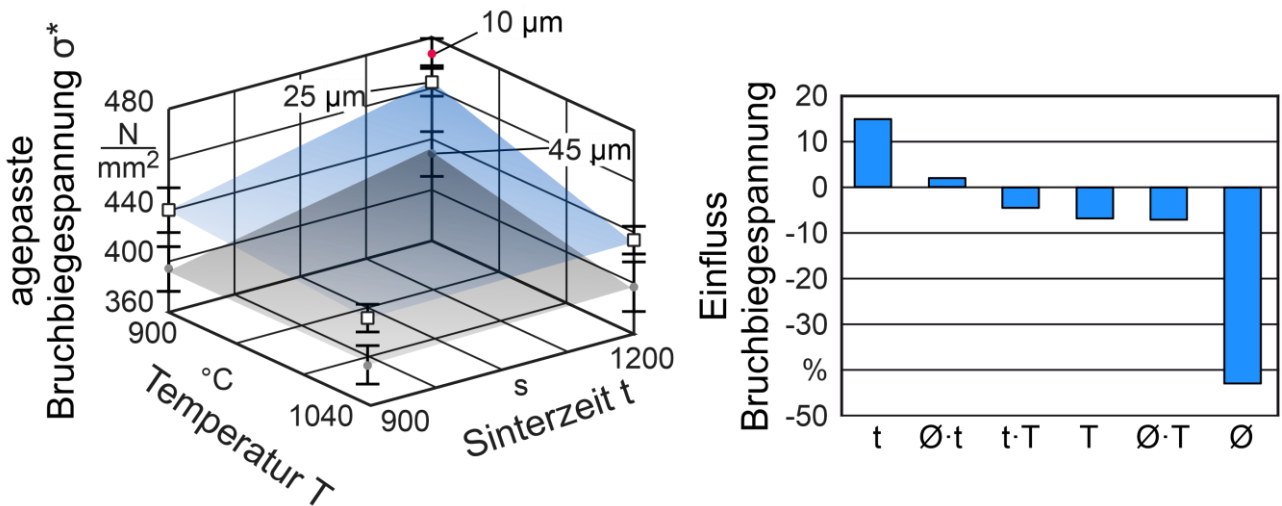 agepasste
Bruchbiegespannung σ*
480
N
mm²
440
400
360
900
°C
1040
Temperatur T
900
s
1200
Sinterzeit t
10 µm
25 µm
45 µm
Einfluss
Bruchbiegespannung
20
10
0
-10
-20
-30
%
-50
t
Ø·t
t·T
T
Ø·T
Ø